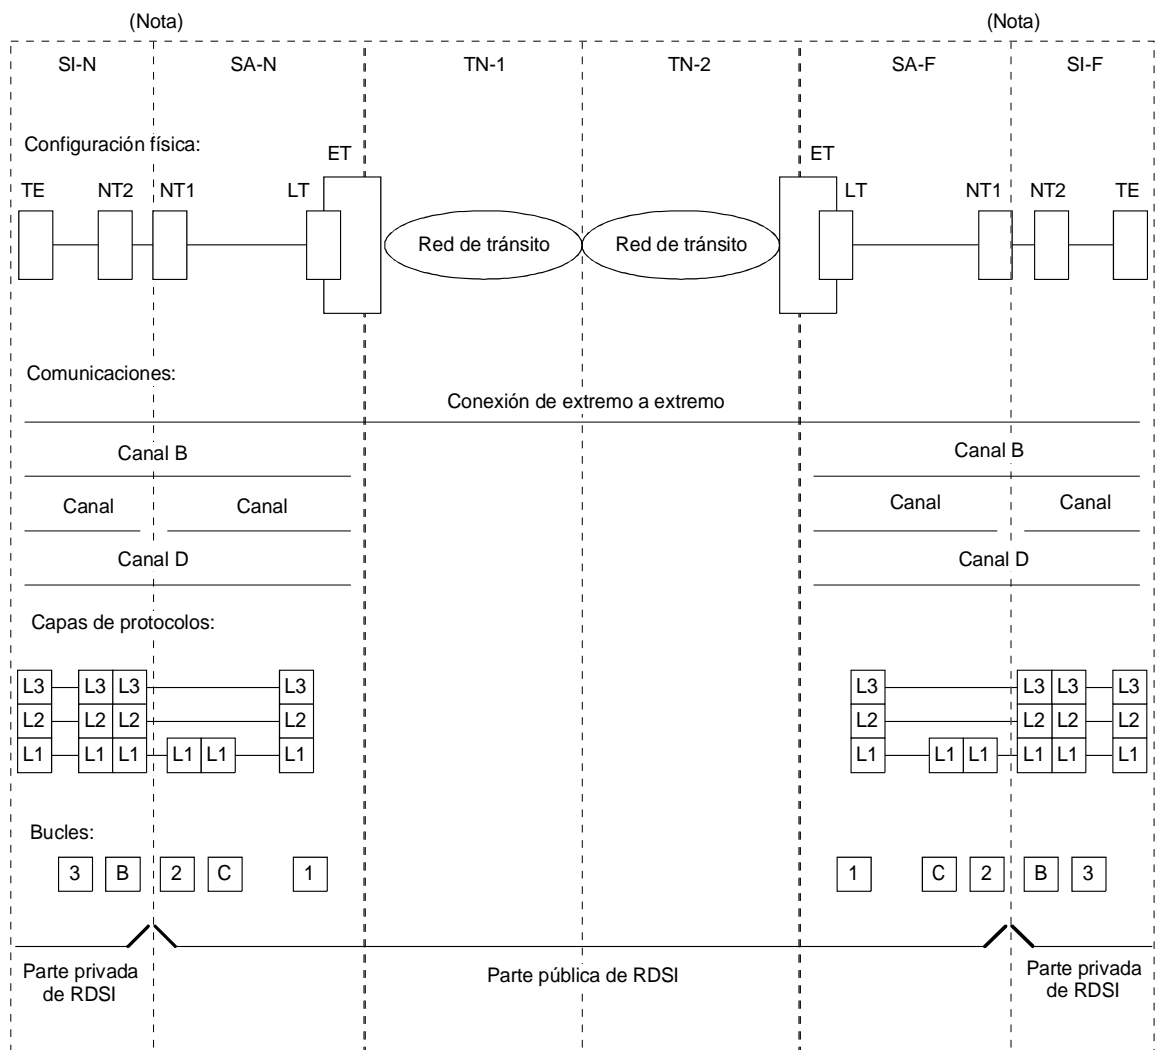 (Nota) (Nota)
SI-N SA-N TN-1 TN-2 SA-F SI-F
Configuración física:
ET ET
TE NT2 NT1 LT LT NT1 NT2 TE
Red de tránsito Red de tránsito
Comunicaciones:
Conexión de extremo a extremo
Canal B Canal B
Canal Canal Canal Canal
Canal D Canal D
Capas de protocolos:
L3 L3 L3 L3 L3 L3 L3 L3
L2 L2 L2 L2 L2 L2 L2 L2
L1 L1 L1 L1 L1 L1 L1 L1 L1 L1 L1 L1
Bucles:
3 B 2 C 1 1 C 2 B 3
Parte privada
de RDSI
Parte pública de RDSI
Parte privada
de RDSI